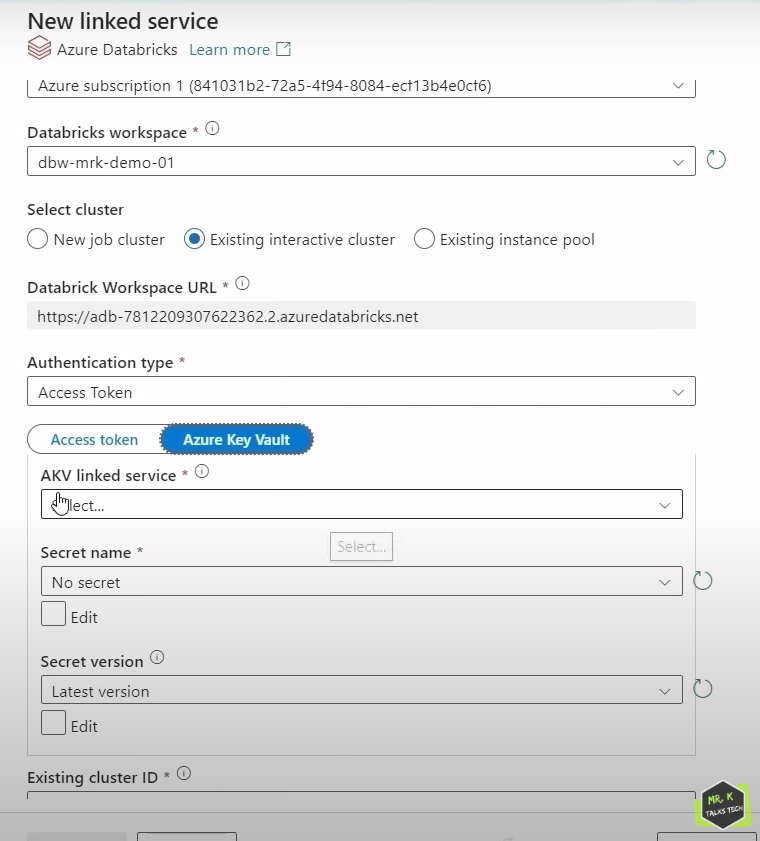 New linked service
Azure Databricks Learn more
Azure subscription 1 (841031b2-72a5-4f94-8084-ecf13b4e0cf6)
Databricks workspace *
dbw-mrk-demo-01
Select cluster
New job cluster Existing interactive cluster Existing instance pool
Databrick Workspace URL *
https://adb-7812209307622362.2.azuredatabricks.net
Authentication type *
Access Token
Access token Azure Key Vault
AKV linked service *
lect...
Select...
Secret name *
No secret
Edit
Secret version
Latest version
Edit
Existing cluster ID *
MR. K
TALKS TECH